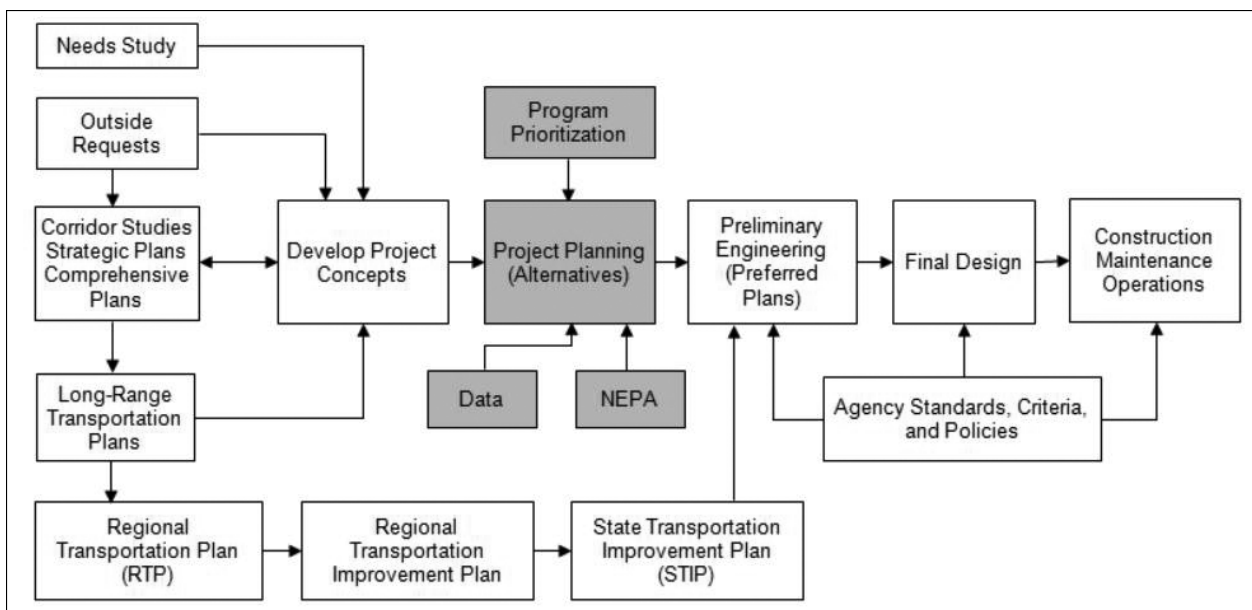 Needs Study
Outside
Requests
Program
Prioritization
Corridor Studies
Strategic Plans
Comprehensive
Plans
Develop Project
Concepts
Project Planning
(Alternatives)
Preliminary
Engineering
(Preferred
Plans)
Final Design
Construction
Maintenance
Operations
Long-Range
Transportation
Plans
Data
NEPA
Agency Standards, Criteria,
and Policies
Regional
Transportation Plan
(RTP)
Regional
Transportation
Improvement Plan
State Transportation
Improvement Plan
(STIP)